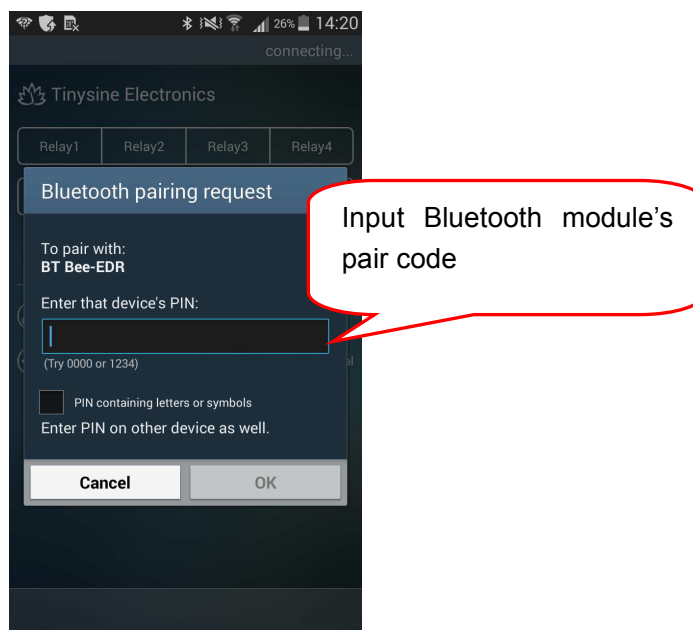 26% 14:20
connecting...
Tinysine Electronics
Relay1 Relay2 Relay3 Relay4
Bluetooth pairing request
Input Bluetooth module's
pair code
To pair with:
BT Bee-EDR
Enter that device's PIN:
(Try 0000 or 1234)
PIN containing letters or symbols
Enter PIN on other device as well.
Cancel OK